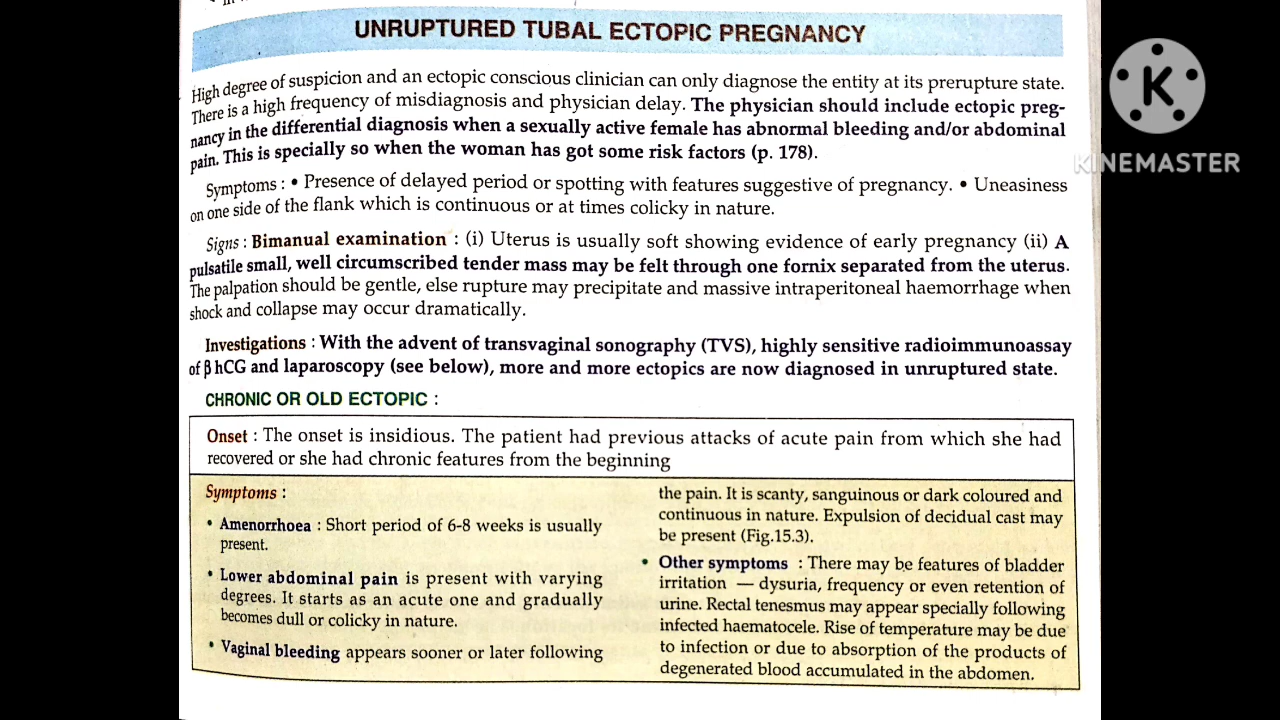 UNRUPTURED TUBAL ECTOPIC PREGNANCY
High degree of suspicion and an ectopic conscious clinician can only diagnose the entity at its prerupture state.
There is a high frequency of misdiagnosis and physician delay. The physician should include ectopic preg-
nancy in the differential diagnosis when a sexually active female has abnormal bleeding and/or abdominal
pain. This is specially so when the woman has got some risk factors (p. 178).
Symptoms : • Presence of delayed period or spotting with features suggestive of pregnancy. • Uneasiness
on one side of the flank which is continuous or at times colicky in nature.
Signs : Bimanual examination : (i) Uterus is usually soft showing evidence of early pregnancy (ii) A
pulsatile small, well circumscribed tender mass may be felt through one fornix separated from the uterus.
The palpation should be gentle, else rupture may precipitate and massive intraperitoneal haemorrhage when
shock and collapse may occur dramatically.
Investigations : With the advent of transvaginal sonography (TVS), highly sensitive radioimmunoassay
of β hCG and laparoscopy (see below), more and more ectopics are now diagnosed in unruptured state.
CHRONIC OR OLD ECTOPIC :
Onset : The onset is insidious. The patient had previous attacks of acute pain from which she had
recovered or she had chronic features from the beginning
Symptoms :
• Amenorrhoea : Short period of 6-8 weeks is usually
present.
• Lower abdominal pain is present with varying
degrees. It starts as an acute one and gradually
becomes dull or colicky in nature.
• Vaginal bleeding appears sooner or later following
the pain. It is scanty, sanguinous or dark coloured and
continuous in nature. Expulsion of decidual cast may
be present (Fig.15.3).
• Other symptoms : There may be features of bladder
irritation — dysuria, frequency or even retention of
urine. Rectal tenesmus may appear specially following
infected haematocele. Rise of temperature may be due
to infection or due to absorption of the products of
degenerated blood accumulated in the abdomen.
K
KINEMASTER